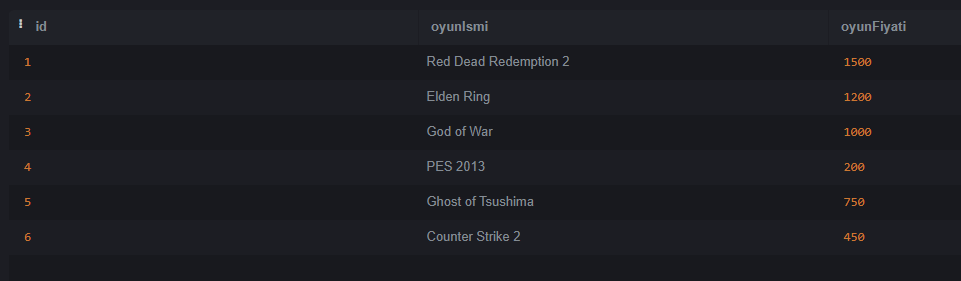 id oyunIsmi oyunFiyati
1 Red Dead Redemption 2 1500
2 Elden Ring 1200
3 God of War 1000
4 PES 2013 200
5 Ghost of Tsushima 750
6 Counter Strike 2 450